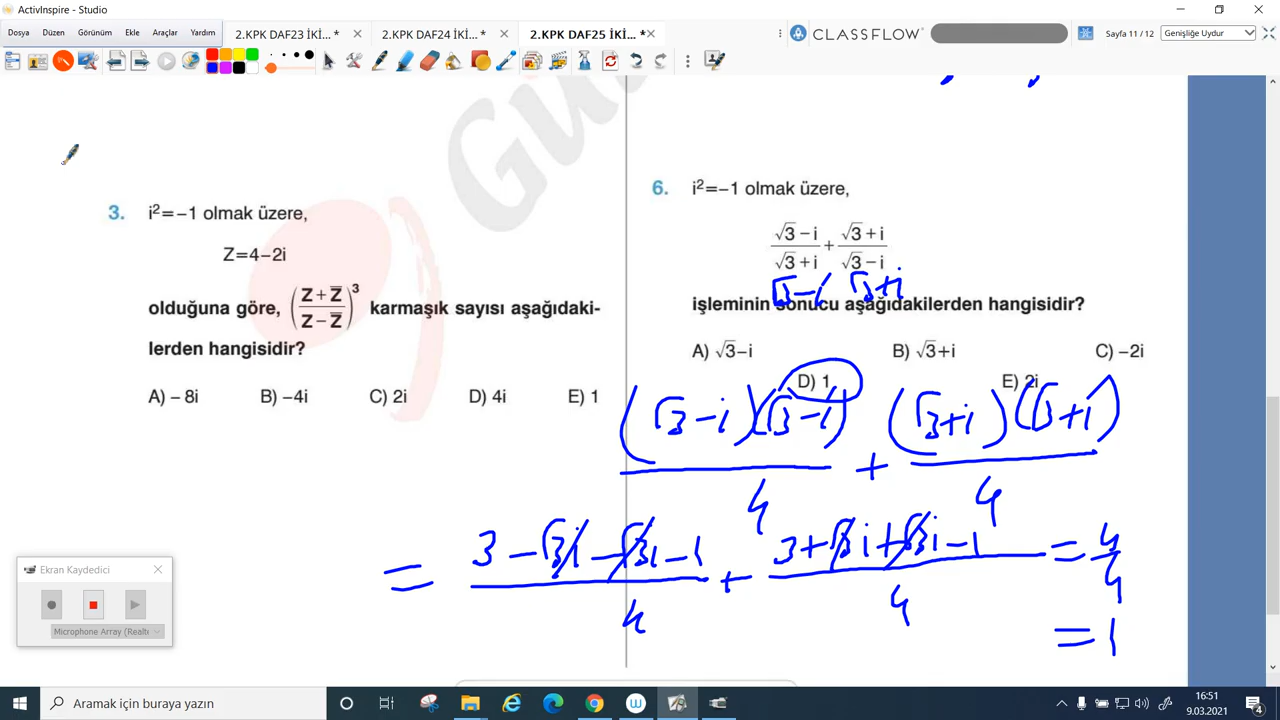 ActivInspire - Studio
Dosya Düzen Görünüm Ekle Araçlar Yardım
2.KPK DAF23 İKİ... *
2.KPK DAF24 İKİ... *
2.KPK DAF25 İKİ... *
CLASSFLOW
Sayfa 11 / 12
Genişliğine Uydur
3. i²=−1 olmak üzere,
Z=4−2i
olduğuna göre, ((Z+Z̅)/(Z−Z̅))³ karmaşık sayısı aşağıdaki-
lerden hangisidir?
A) −8i B) −4i C) 2i D) 4i E) 1
6. i²=−1 olmak üzere,
(√3−i)/(√3+i) + (√3+i)/(√3−i)
√3−i √3+i
işleminin sonucu aşağıdakilerden hangisidir?
A) √3−i B) √3+i C) −2i
D) 1 E) 2i
(√3−i)(√3−i)/4 + (√3+i)(√3+i)/4
= (3−√3i−√3i−1)/4 + (3+√3i+√3i−1)/4 = 4/4
= 1
Ekran Kaydedici
Microphone Array (Realte
Aramak için buraya yazın
16:51
9.03.2021
4